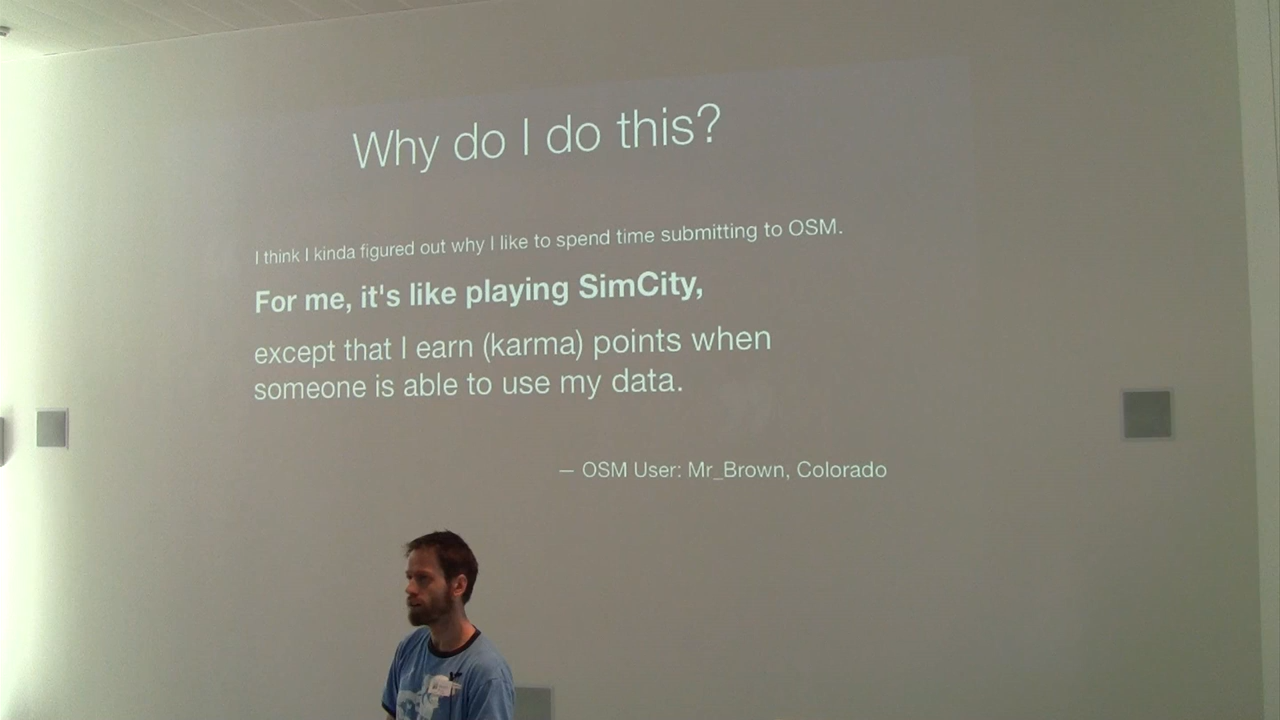 Why do I do this?
I think I kinda figured out why I like to spend time submitting to OSM.
For me, it's like playing SimCity,
except that I earn (karma) points when
someone is able to use my data.
— OSM User: Mr_Brown, Colorado